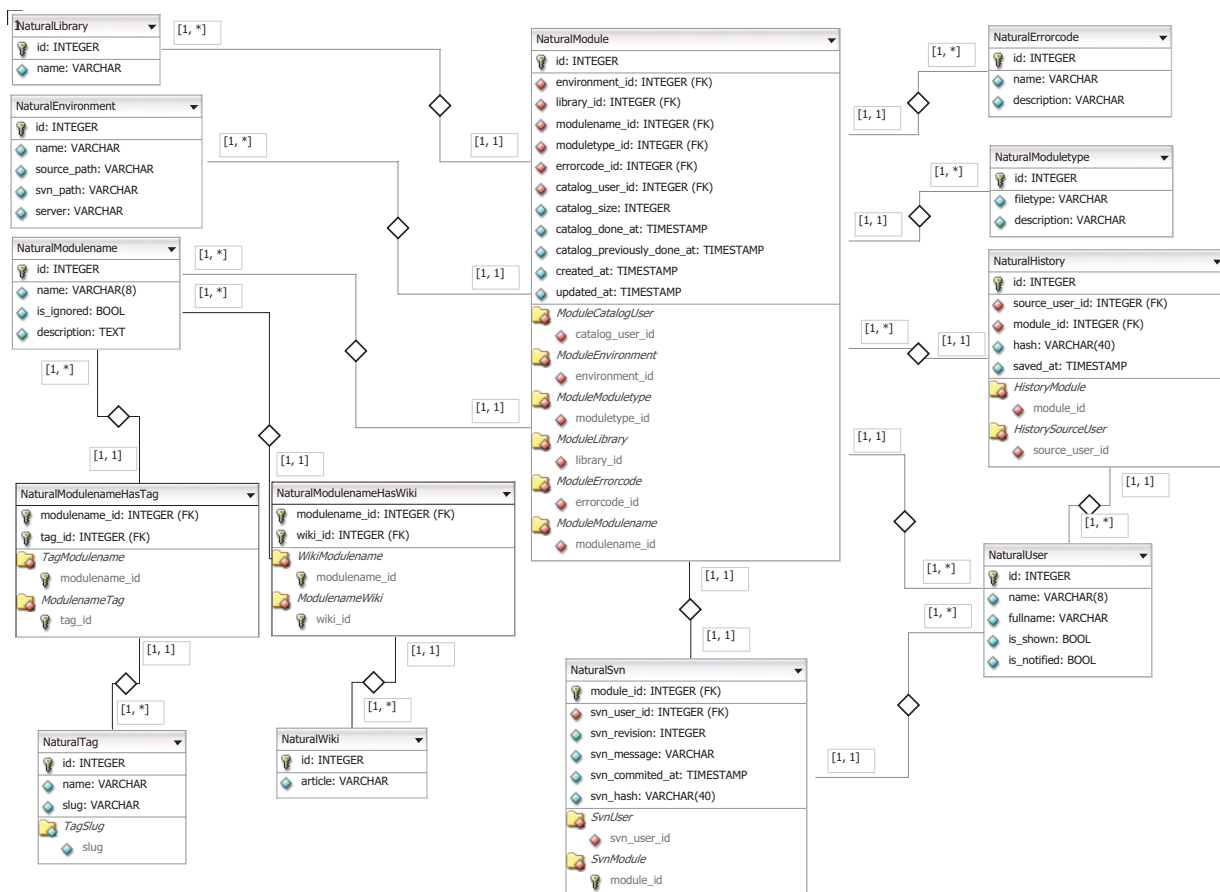 1
NaturalLibrary
id: INTEGER
name: VARCHAR
[1, *]
[1, 1]
NaturalEnvironment
id: INTEGER
name: VARCHAR
source_path: VARCHAR
svn_path: VARCHAR
server: VARCHAR
[1, *]
[1, 1]
NaturalModulename
id: INTEGER
name: VARCHAR(8)
is_ignored: BOOL
description: TEXT
[1, *]
[1, *]
[1, *]
[1, 1]
[1, 1]
[1, 1]
NaturalModulenameHasTag
modulename_id: INTEGER (FK)
tag_id: INTEGER (FK)
TagModulename
modulename_id
ModulenameTag
tag_id
[1, 1]
[1, *]
NaturalTag
id: INTEGER
name: VARCHAR
slug: VARCHAR
TagSlug
slug
NaturalModulenameHasWiki
modulename_id: INTEGER (FK)
wiki_id: INTEGER (FK)
WikiModulename
modulename_id
ModulenameWiki
wiki_id
[1, 1]
[1, *]
NaturalWiki
id: INTEGER
article: VARCHAR
NaturalModule
id: INTEGER
environment_id: INTEGER (FK)
library_id: INTEGER (FK)
modulename_id: INTEGER (FK)
moduletype_id: INTEGER (FK)
errorcode_id: INTEGER (FK)
catalog_user_id: INTEGER (FK)
catalog_size: INTEGER
catalog_done_at: TIMESTAMP
catalog_previously_done_at: TIMESTAMP
created_at: TIMESTAMP
updated_at: TIMESTAMP
ModuleCatalogUser
catalog_user_id
ModuleEnvironment
environment_id
ModuleModuletype
moduletype_id
ModuleLibrary
library_id
ModuleErrorcode
errorcode_id
ModuleModulename
modulename_id
[1, 1]
[1, 1]
NaturalSvn
module_id: INTEGER (FK)
svn_user_id: INTEGER (FK)
svn_revision: INTEGER
svn_message: VARCHAR
svn_commited_at: TIMESTAMP
svn_hash: VARCHAR(40)
SvnUser
svn_user_id
SvnModule
module_id
[1, *]
[1, 1]
NaturalErrorcode
id: INTEGER
name: VARCHAR
description: VARCHAR
[1, *]
[1, 1]
NaturalModuletype
id: INTEGER
filetype: VARCHAR
description: VARCHAR
[1, *]
[1, 1]
NaturalHistory
id: INTEGER
source_user_id: INTEGER (FK)
module_id: INTEGER (FK)
hash: VARCHAR(40)
saved_at: TIMESTAMP
HistoryModule
module_id
HistorySourceUser
source_user_id
[1, 1]
[1, 1]
[1, *]
[1, *]
[1, *]
[1, 1]
NaturalUser
id: INTEGER
name: VARCHAR(8)
fullname: VARCHAR
is_shown: BOOL
is_notified: BOOL